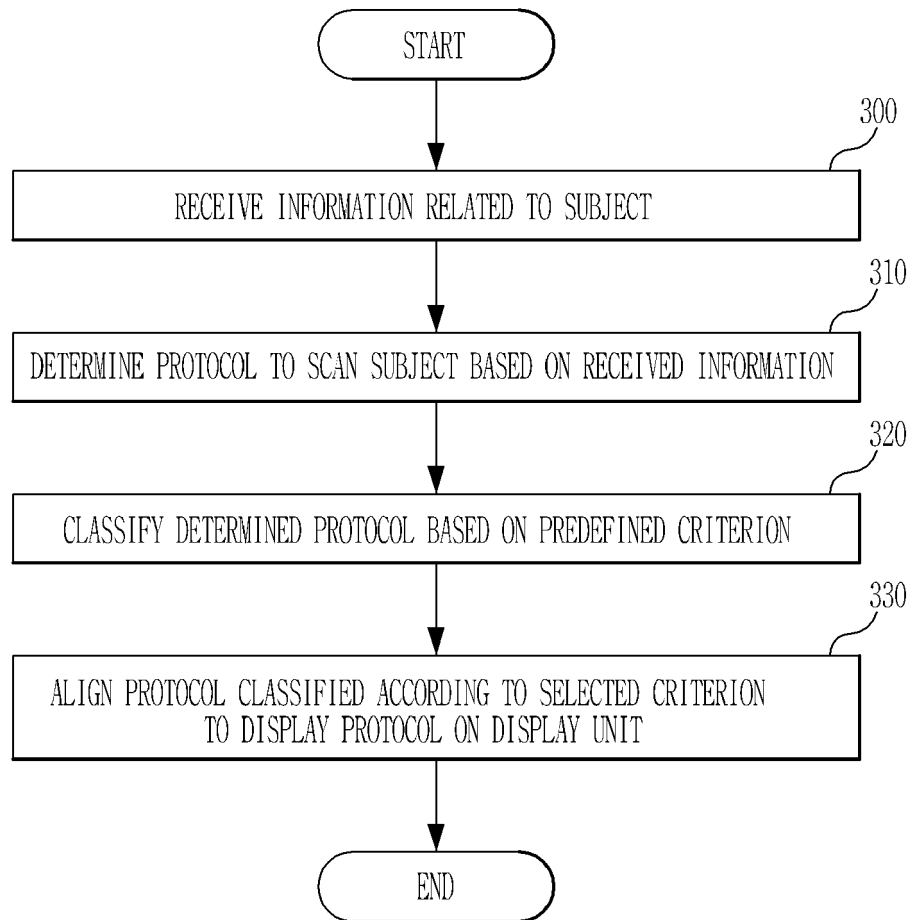 START
300
RECEIVE INFORMATION RELATED TO SUBJECT
310
DETERMINE PROTOCOL TO SCAN SUBJECT BASED ON RECEIVED INFORMATION
320
CLASSIFY DETERMINED PROTOCOL BASED ON PREDEFINED CRITERION
330
ALIGN PROTOCOL CLASSIFIED ACCORDING TO SELECTED CRITERION
TO DISPLAY PROTOCOL ON DISPLAY UNIT
END